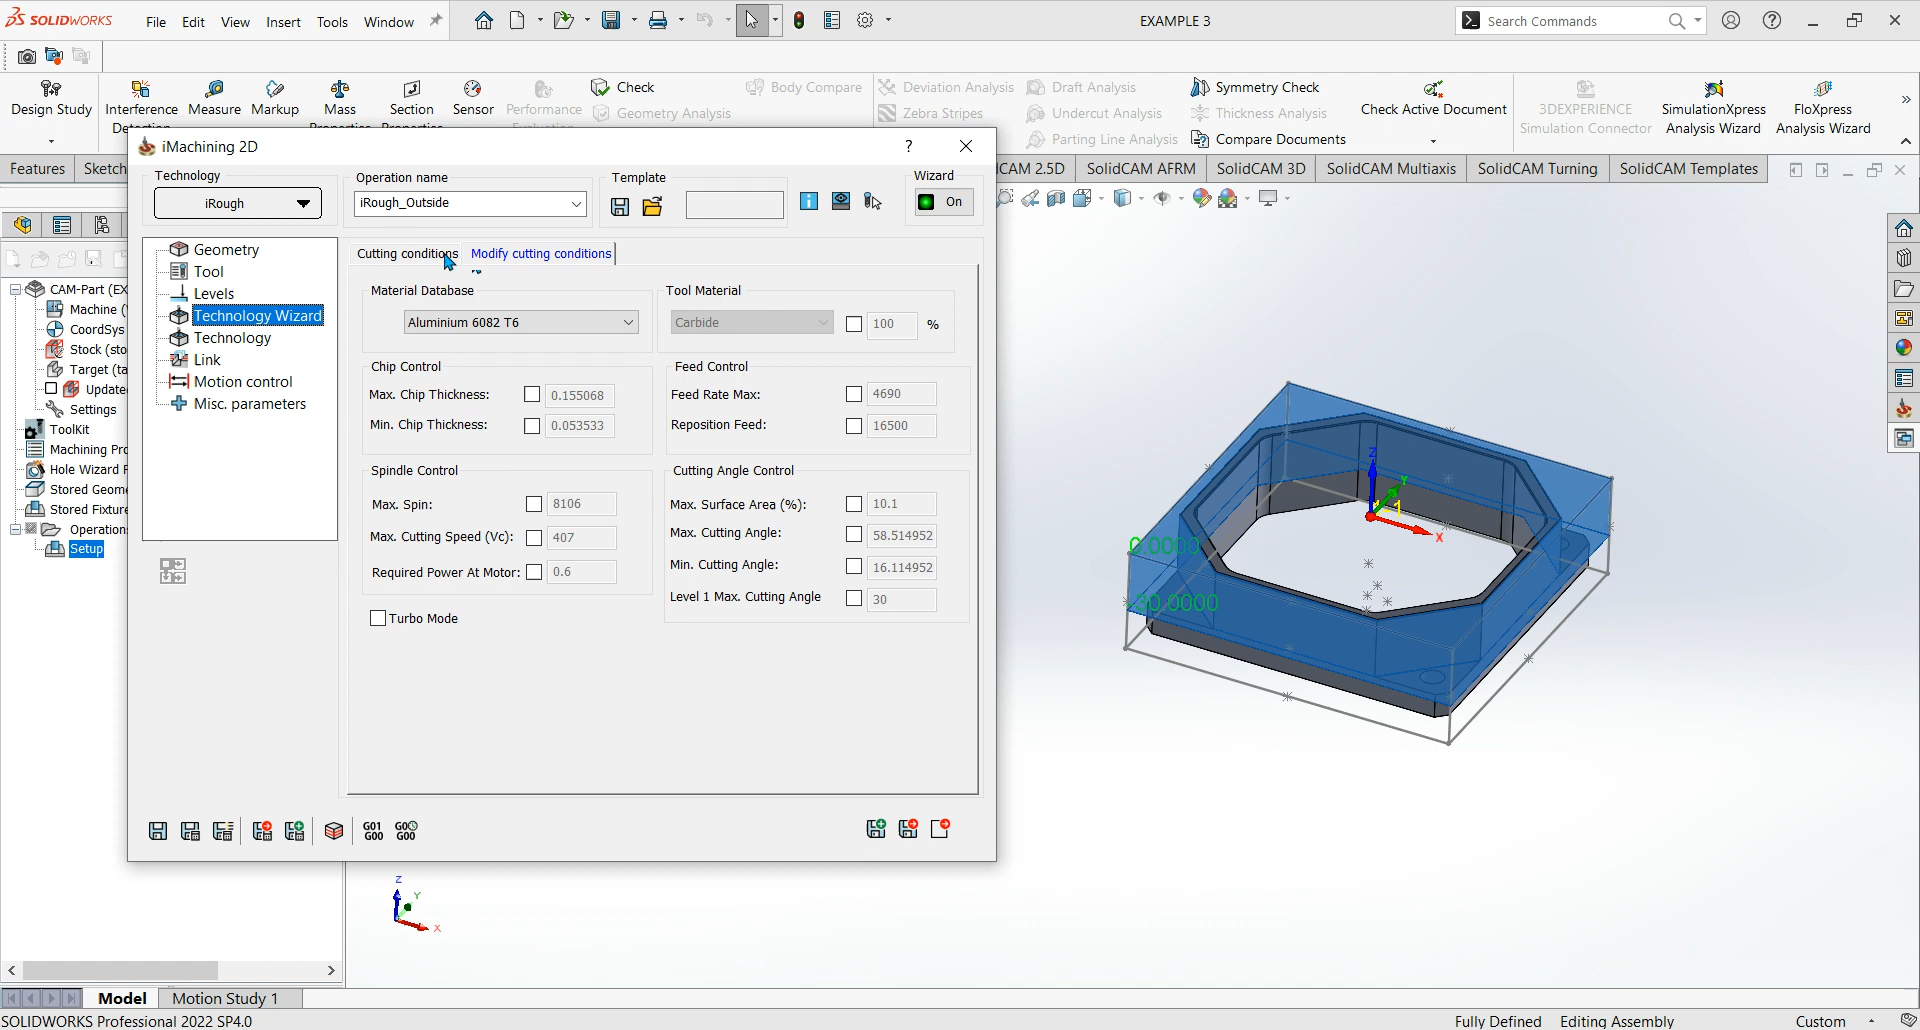 SOLIDWORKS
File Edit View Insert Tools Window
EXAMPLE 3
Search Commands
Design Study
Interference
Measure
Markup
Mass
Section
Sensor
Performance
Check
Geometry Analysis
Body Compare
Deviation Analysis
Zebra Stripes
Draft Analysis
Undercut Analysis
Parting Line Analysis
Symmetry Check
Thickness Analysis
Compare Documents
Check Active Document
3DEXPERIENCE
Simulation Connector
SimulationXpress
Analysis Wizard
FloXpress
Analysis Wizard
Features
Sketch
CAM 2.5D
SolidCAM AFRM
SolidCAM 3D
SolidCAM Multiaxis
SolidCAM Turning
SolidCAM Templates
iMachining 2D
?
Technology
iRough
Operation name
iRough_Outside
Template
Wizard
On
Geometry
Tool
Levels
Technology Wizard
Technology
Link
Motion control
Misc. parameters
Cutting conditions
Modify cutting conditions
Material Database
Aluminium 6082 T6
Tool Material
Carbide
100
%
Chip Control
Max. Chip Thickness: 0.155068
Min. Chip Thickness: 0.053533
Feed Control
Feed Rate Max: 4690
Reposition Feed: 16500
Spindle Control
Max. Spin: 8106
Max. Cutting Speed (Vc): 407
Required Power At Motor: 0.6
Cutting Angle Control
Max. Surface Area (%): 10.1
Max. Cutting Angle: 58.514952
Min. Cutting Angle: 16.114952
Level 1 Max. Cutting Angle 30
Turbo Mode
G01
G00
G00
G00
CAM-Part (EX
Machine (
CoordSys
Stock (sto
Target (ta
Update
Settings
ToolKit
Machining Pro
Hole Wizard P
Stored Geome
Stored Fixture
Operation
Setup
0.0000
-30.0000
Z
Y
X
1
Z
Y
X
Model
Motion Study 1
SOLIDWORKS Professional 2022 SP4.0
Fully Defined
Editing Assembly
Custom